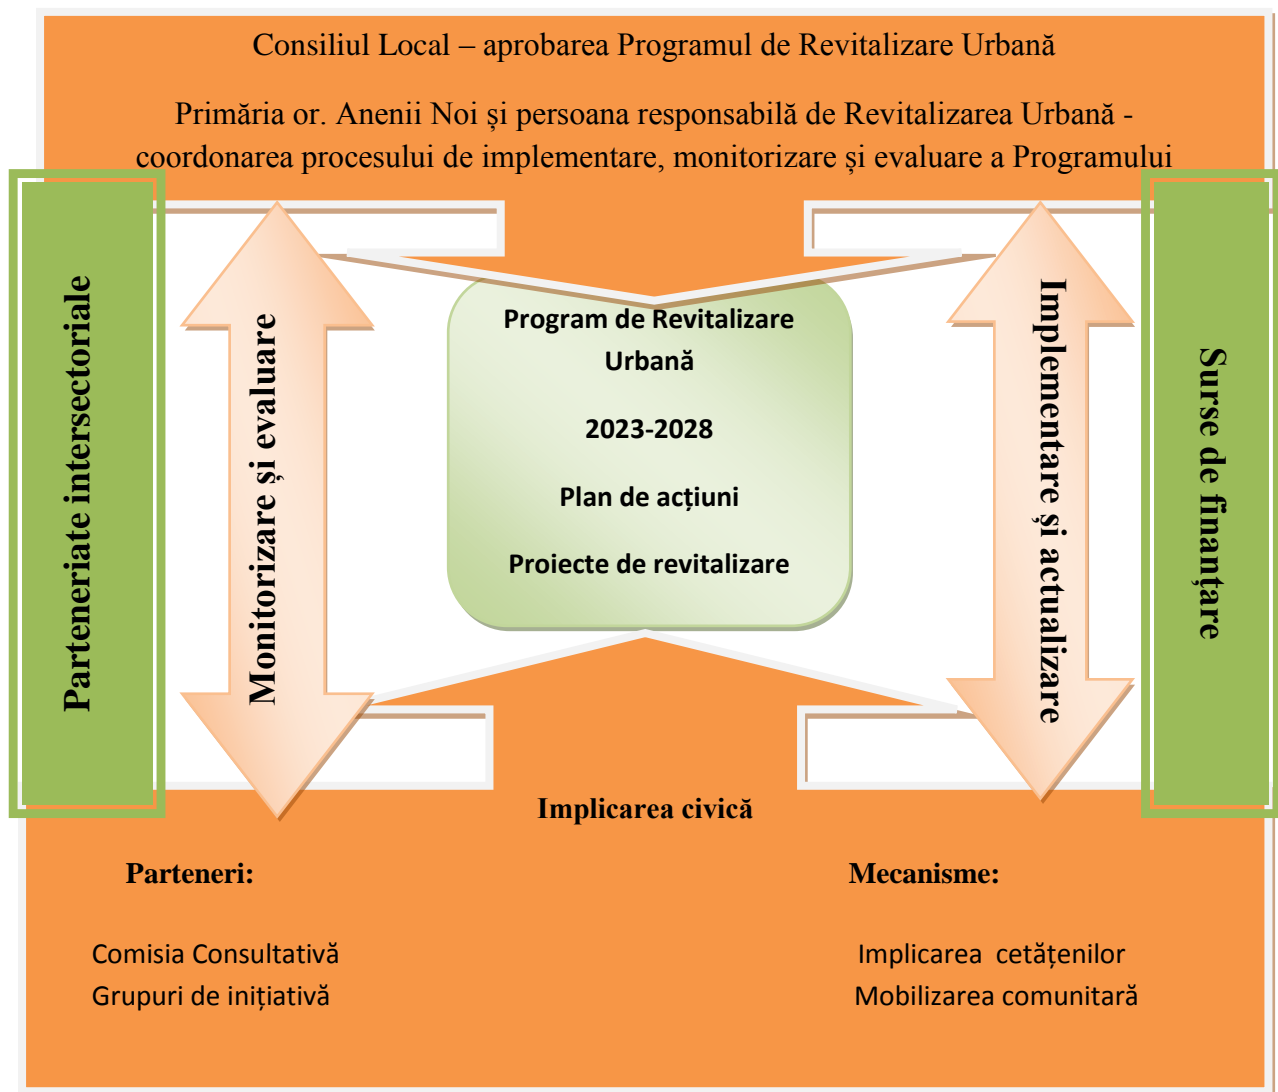 Consiliul Local – aprobarea Programul de Revitalizare Urbană
Primăria or. Anenii Noi și persoana responsabilă de Revitalizarea Urbană -
coordonarea procesului de implementare, monitorizare și evaluare a Programului
Parteneriate intersectoriale
Monitorizare și evaluare
Program de Revitalizare
Urbană
2023-2028
Plan de acțiuni
Proiecte de revitalizare
Implementare și actualizare
Surse de finanțare
Implicarea civică
Parteneri:
Mecanisme:
Comisia Consultativă
Implicarea cetățenilor
Grupuri de inițiativă
Mobilizarea comunitară